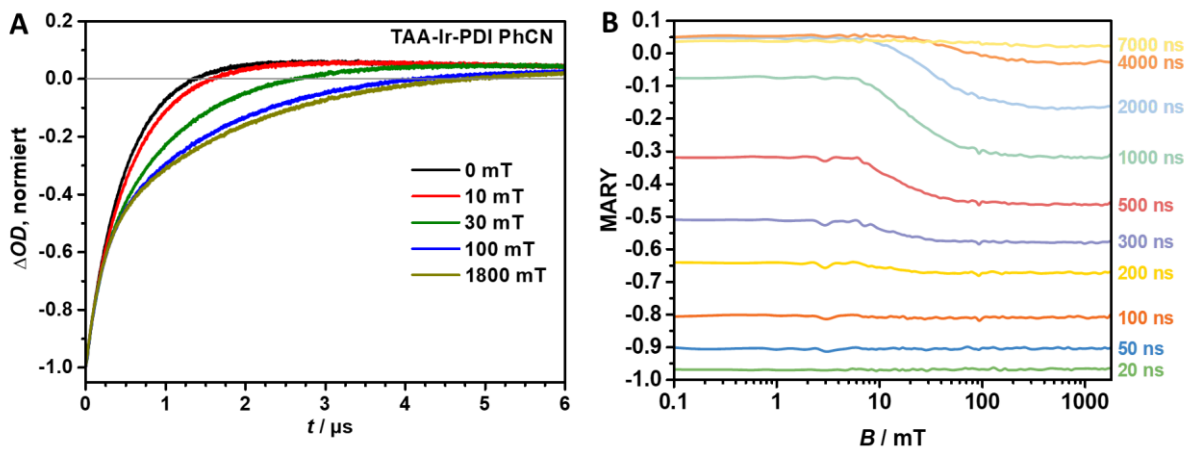 A
TAA-Ir-PDI PhCN
0.2
0.0
-0.2
-0.4
-0.6
-0.8
-1.0
ΔOD, normiert
0 mT
10 mT
30 mT
100 mT
1800 mT
0 1 2 3 4 5 6
t / µs
B
0.1
0.0
-0.1
-0.2
-0.3
-0.4
-0.5
-0.6
-0.7
-0.8
-0.9
-1.0
MARY
7000 ns
4000 ns
2000 ns
1000 ns
500 ns
300 ns
200 ns
100 ns
50 ns
20 ns
0.1 1 10 100 1000
B / mT